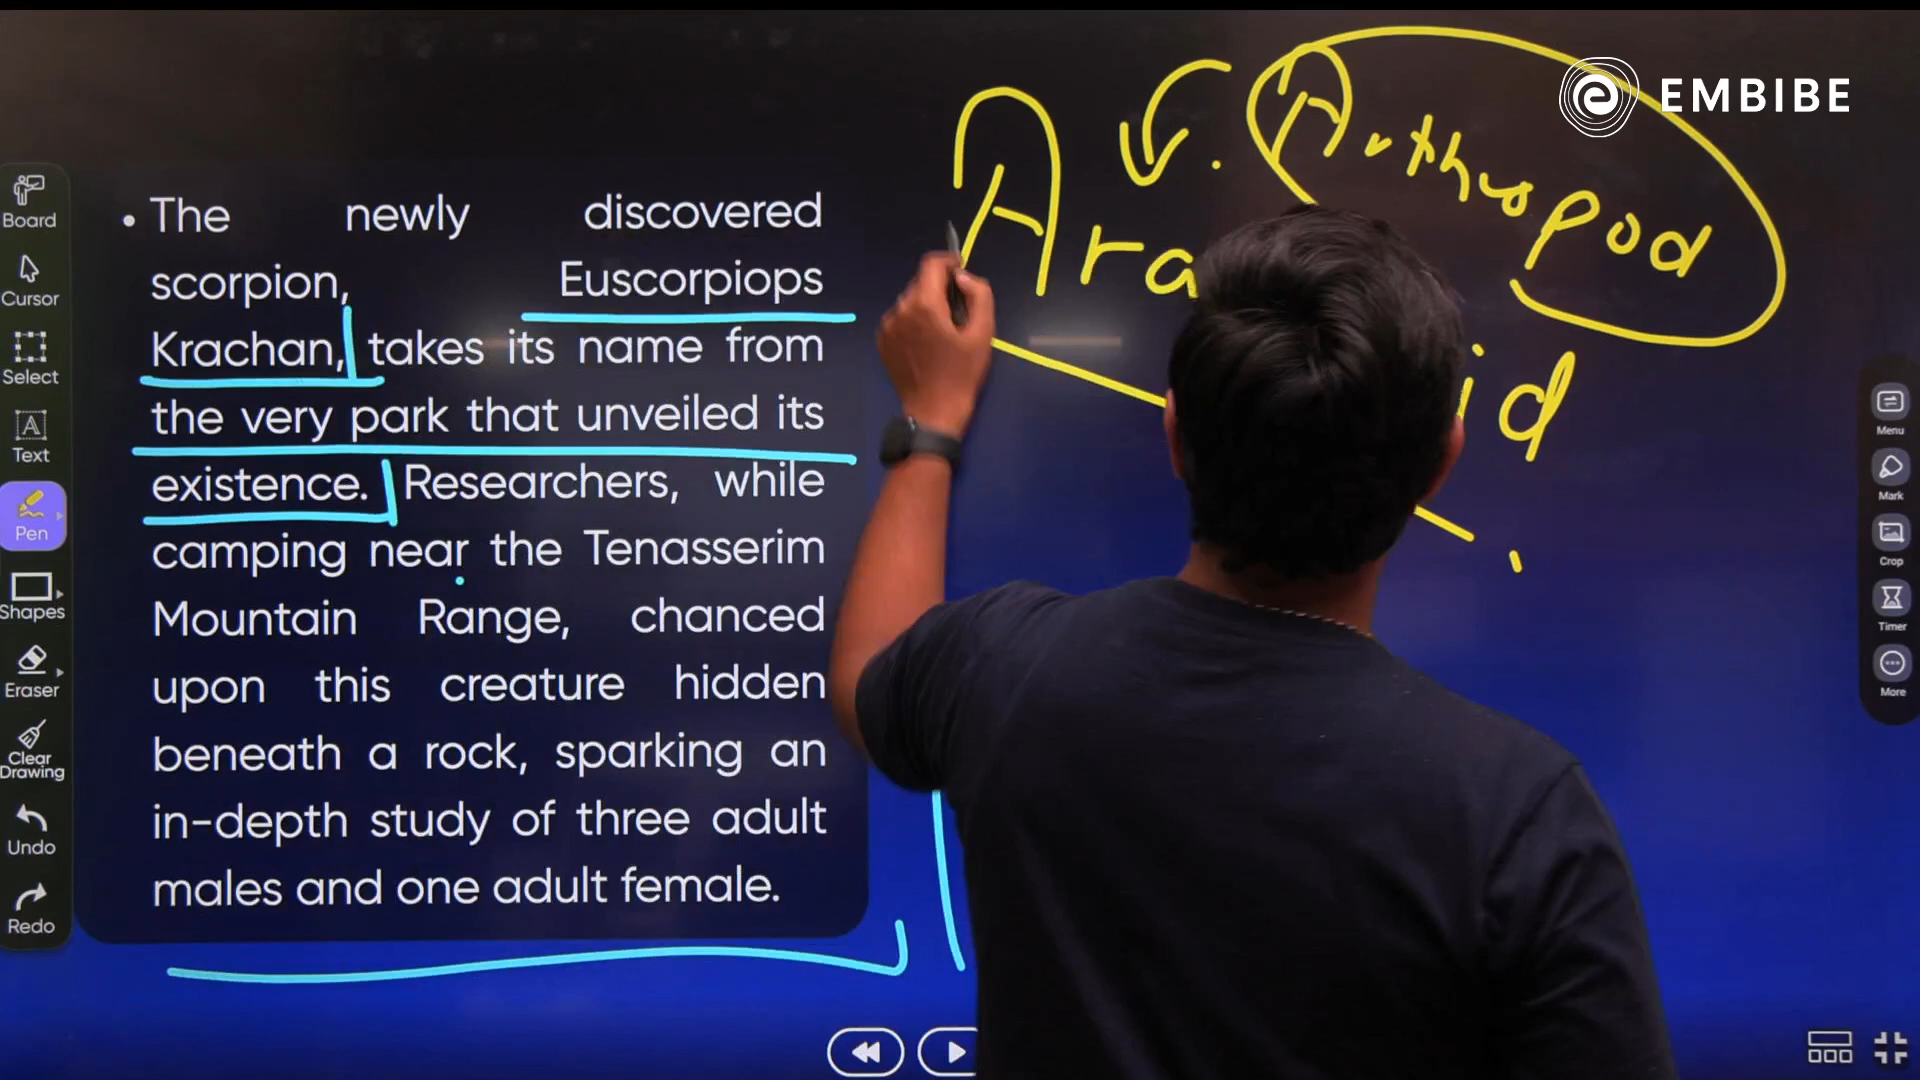 EMBIBE
Arthropod
Ara
id
• The newly discovered
scorpion, Euscorpiops
Krachan, takes its name from
the very park that unveiled its
existence. Researchers, while
camping near the Tenasserim
Mountain Range, chanced
upon this creature hidden
beneath a rock, sparking an
in-depth study of three adult
males and one adult female.
Board
Cursor
Select
Text
Pen
Shapes
Eraser
Clear
Drawing
Undo
Redo
Menu
Mark
Crop
Timer
More